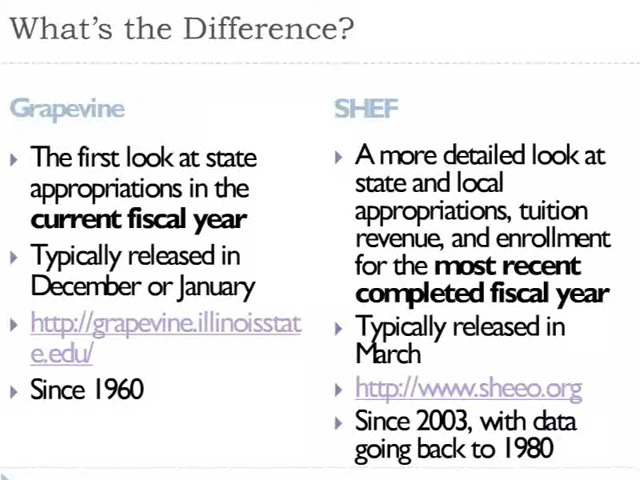 What's the Difference?
Grapevine
The first look at state
appropriations in the
current fiscal year
Typically released in
December or January
http://grapevine.illinoisstat
e.edu/
Since 1960
SHEF
A more detailed look at
state and local
appropriations, tuition
revenue, and enrollment
for the most recent
completed fiscal year
Typically released in
March
http://www.sheeo.org
Since 2003, with data
going back to 1980